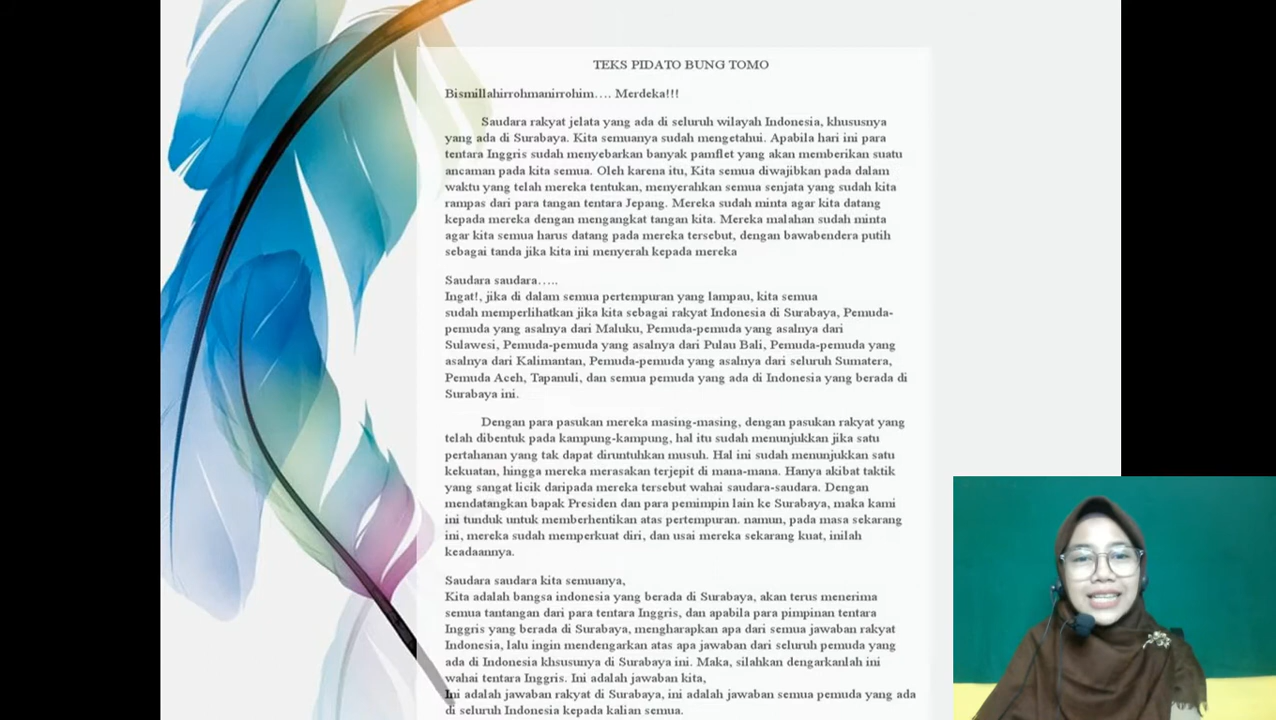 TEKS PIDATO BUNG TOMO
Bismillahirrohmanirrohim…. Merdeka!!!
Saudara rakyat jelata yang ada di seluruh wilayah Indonesia, khususnya
yang ada di Surabaya. Kita semuanya sudah mengetahui. Apabila hari ini para
tentara Inggris sudah menyebarkan banyak pamflet yang akan memberikan suatu
ancaman pada kita semua. Oleh karena itu, Kita semua diwajibkan pada dalam
waktu yang telah mereka tentukan, menyerahkan semua senjata yang sudah kita
rampas dari para tangan tentara Jepang. Mereka sudah minta agar kita datang
kepada mereka dengan mengangkat tangan kita. Mereka malahan sudah minta
agar kita semua harus datang pada mereka tersebut, dengan bawabendera putih
sebagai tanda jika kita ini menyerah kepada mereka
Saudara saudara…..
Ingat!, jika di dalam semua pertempuran yang lampau, kita semua
sudah memperlihatkan jika kita sebagai rakyat Indonesia di Surabaya, Pemuda-
pemuda yang asalnya dari Maluku, Pemuda-pemuda yang asalnya dari
Sulawesi, Pemuda-pemuda yang asalnya dari Pulau Bali, Pemuda-pemuda yang
asalnya dari Kalimantan, Pemuda-pemuda yang asalnya dari seluruh Sumatera,
Pemuda Aceh, Tapanuli, dan semua pemuda yang ada di Indonesia yang berada di
Surabaya ini.
Dengan para pasukan mereka masing-masing, dengan pasukan rakyat yang
telah dibentuk pada kampung-kampung, hal itu sudah menunjukkan jika satu
pertahanan yang tak dapat diruntuhkan musuh. Hal ini sudah menunjukkan satu
kekuatan, hingga mereka merasakan terjepit di mana-mana. Hanya akibat taktik
yang sangat licik daripada mereka tersebut wahai saudara-saudara. Dengan
mendatangkan bapak Presiden dan para pemimpin lain ke Surabaya, maka kami
ini tunduk untuk memberhentikan atas pertempuran. namun, pada masa sekarang
ini, mereka sudah memperkuat diri, dan usai mereka sekarang kuat, inilah
keadaannya.
Saudara saudara kita semuanya,
Kita adalah bangsa indonesia yang berada di Surabaya, akan terus menerima
semua tantangan dari para tentara Inggris, dan apabila para pimpinan tentara
Inggris yang berada di Surabaya, mengharapkan apa dari semua jawaban rakyat
Indonesia, lalu ingin mendengarkan atas apa jawaban dari seluruh pemuda yang
ada di Indonesia khsusunya di Surabaya ini. Maka, silahkan dengarkanlah ini
wahai tentara Inggris. Ini adalah jawaban kita,
Ini adalah jawaban rakyat di Surabaya, ini adalah jawaban semua pemuda yang ada
di seluruh Indonesia kepada kalian semua.